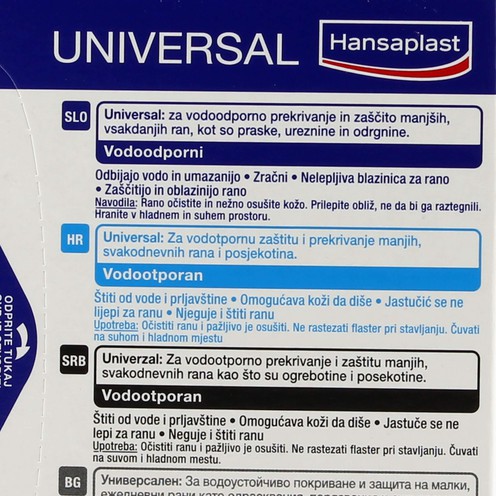 UNIVERSAL
Hansaplast
SLO
Universal: za vodoodporno prekrivanje in zaščito manjših,
vsakdanjih ran, kot so praske, ureznine in odrgnine.
Vodoodporni
Odbijajo vodo in umazanijo • Zračni • Nelepljiva blazinica za rano
• Zaščitijo in oblazinijo rano
Navodila: Rano očistite in nežno osušite kožo. Prilepite obliž, ne da bi ga raztegnili.
Hranite v hladnem in suhem prostoru.
HR
Universal: Za vodotpornu zaštitu i prekrivanje manjih,
svakodnevnih rana i posjekotina.
Vodootporan
Štiti od vode i prljavštine • Omogućava koži da diše • Jastučić se ne
lijepi za ranu • Njeguje i štiti ranu
Upotreba: Očistiti ranu i pažljivo je osušiti. Ne rastezati flaster pri stavljanju. Čuvati
na suhom i hladnom mjestu
SRB
Univerzal: Za vodootporno prekrivanje i zaštitu manjih,
svakodnevnih rana kao što su ogrebotine i posekotine.
Vodootporan
Štiti od vode i prljavštine • Omogućava koži da diše • Jastuče se ne
lepi za ranu • Neguje i štiti ranu
Upotreba: Očistiti ranu i pažljivo je osušiti. Ne rastezati flaster pri stavljanju. Čuvati
na suvom i hladnom mestu.
BG
Универсален: За водоустойчиво покриване и защита на малки,
ежедневни рани като
ODPRITE TUKAJ